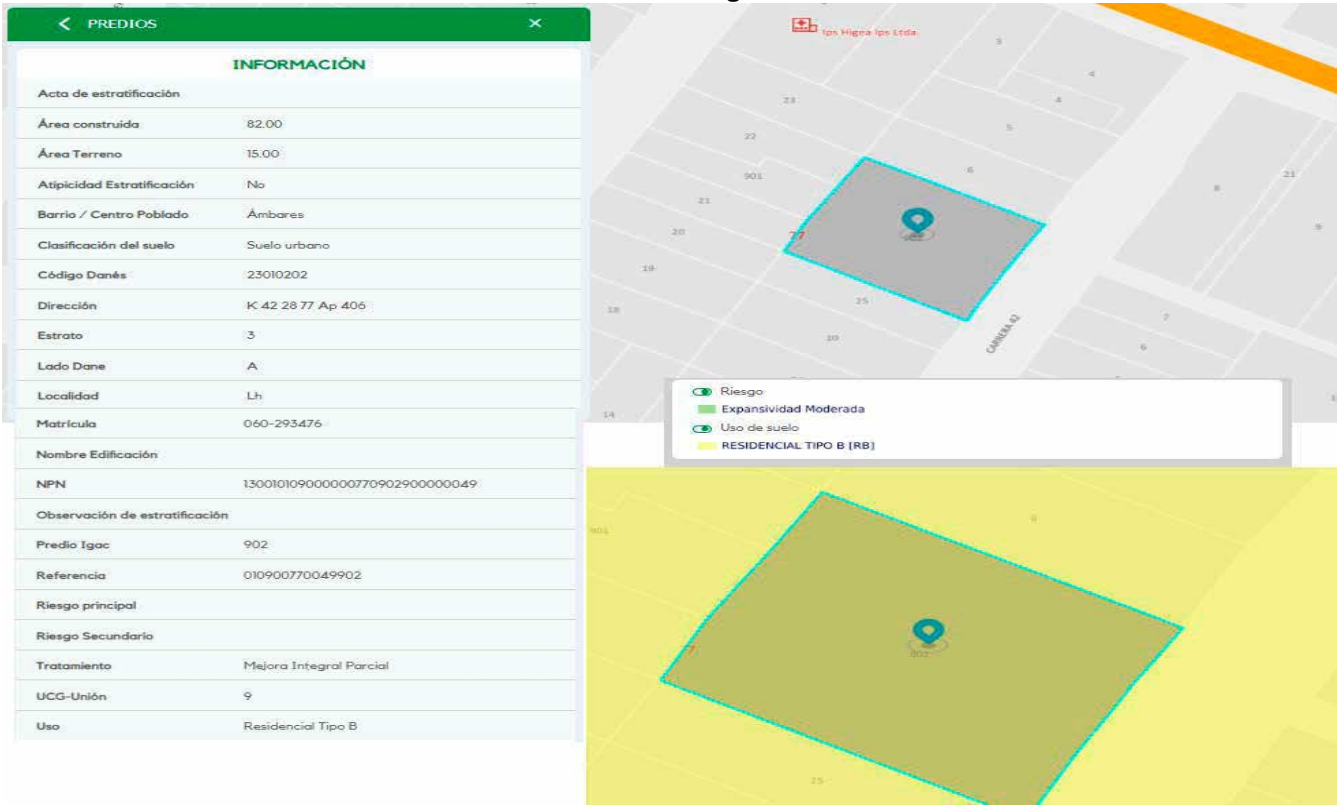 PREDIOS
INFORMACIÓN
Acta de estratificación
Área construida 82.00
Área Terreno 15.00
Atipicidad Estratificación No
Barrio / Centro Poblado Ámbares
Clasificación del suelo Suelo urbano
Código Danés 23010202
Dirección K 42 28 77 Ap 406
Estrato 3
Lado Dane A
Localidad Lh
Matrícula 060-293476
Nombre Edificación
NPN 130010109000000770902900000049
Observación de estratificación
Predio Igac 902
Referencia 010900770049902
Riesgo principal
Riesgo Secundario
Tratamiento Mejora Integral Parcial
UCG-Unión 9
Uso Residencial Tipo B
Ips Higea Ips Ltda.
3
4
23
4
5
22
6
901
21
8
21
20
77
902
9
19
25
18
7
10
CARRERA 42
6
14
Riesgo
Expansividad Moderada
Uso de suelo
RESIDENCIAL TIPO B [RB]
901
6
7
902
25